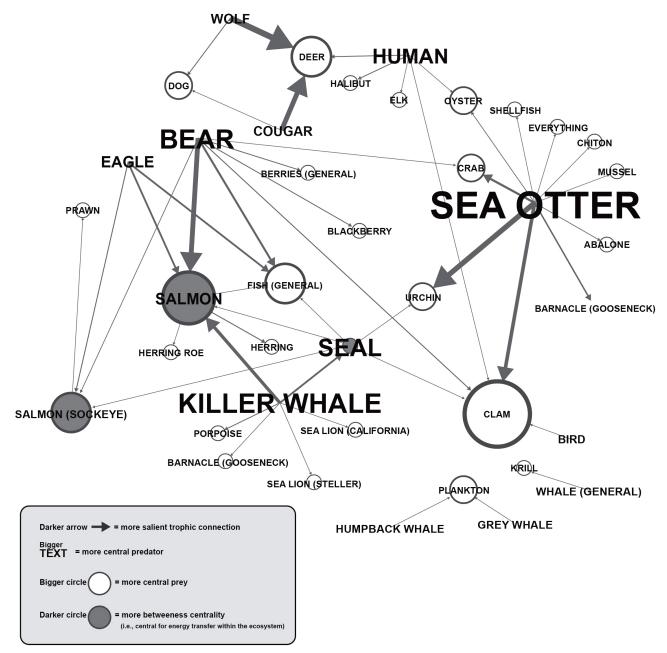 WOLF
DEER
HUMAN
DOG
HALIBUT
ELK
OYSTER
SHELLFISH
EVERYTHING
CHITON
COUGAR
BEAR
EAGLE
CRAB
BERRIES (GENERAL)
MUSSEL
SEA OTTER
PRAWN
BLACKBERRY
ABALONE
FISH (GENERAL)
SALMON
URCHIN
BARNACLE (GOOSENECK)
HERRING ROE
HERRING
SEAL
KILLER WHALE
SALMON (SOCKEYE)
CLAM
PORPOISE
SEA LION (CALIFORNIA)
BIRD
BARNACLE (GOOSENECK)
SEA LION (STELLER)
KRILL
PLANKTON
WHALE (GENERAL)
HUMPBACK WHALE
GREY WHALE
Darker arrow = more salient trophic connection
Bigger
TEXT = more central predator
Bigger circle = more central prey
Darker circle = more betweeness centrality
(i.e., central for energy transfer within the ecosystem)